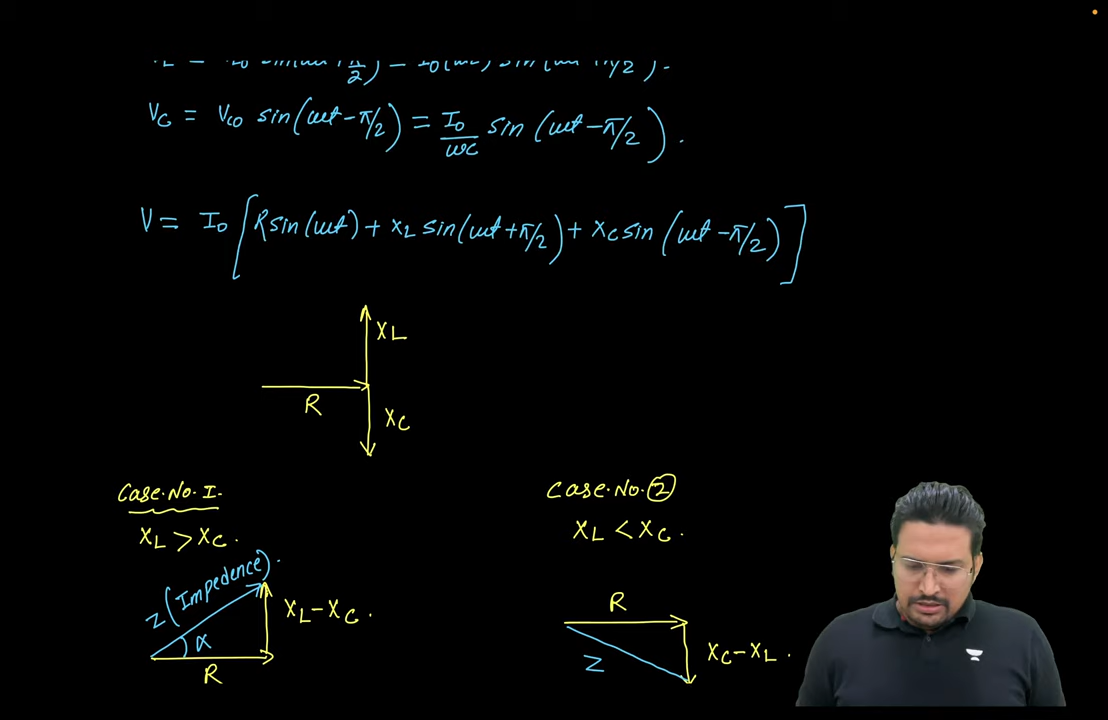 V_C = V_C0 sin(ωt - π/2) = I_0/ωC sin(ωt - π/2).
V = I_0 [R sin(ωt) + X_L sin(ωt + π/2) + X_C sin(ωt - π/2)]
X_L
R
X_C
Case.No.I.
X_L > X_C.
Z (Impedence).
α
X_L - X_C.
R
Case.No.②
X_L < X_C.
R
Z
X_C - X_L.